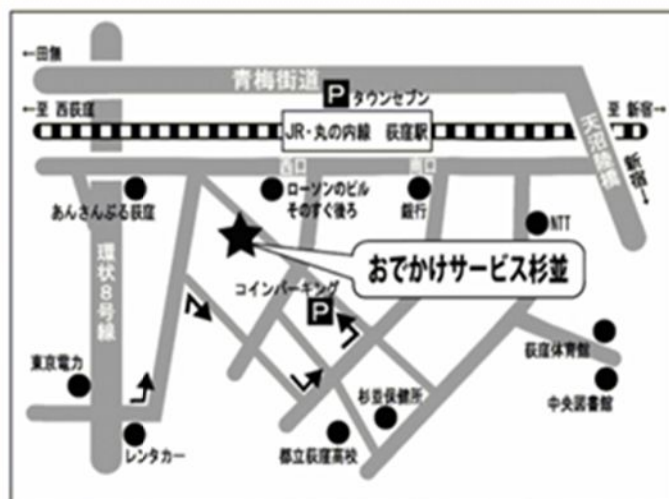 ←田無
青梅街道
P タウンセブン
←至 西荻窪
JR・丸の内線 荻窪駅
至 新宿→
天沼陸橋
新宿→
西口
南口
あんさんぶる荻窪
ローソンのビル
そのすぐ後ろ
銀行
NTT
環状8号線
おでかけサービス杉並
コインパーキング
P
東京電力
荻窪体育館
杉並保健所
中央図書館
レンタカー
都立荻窪高校